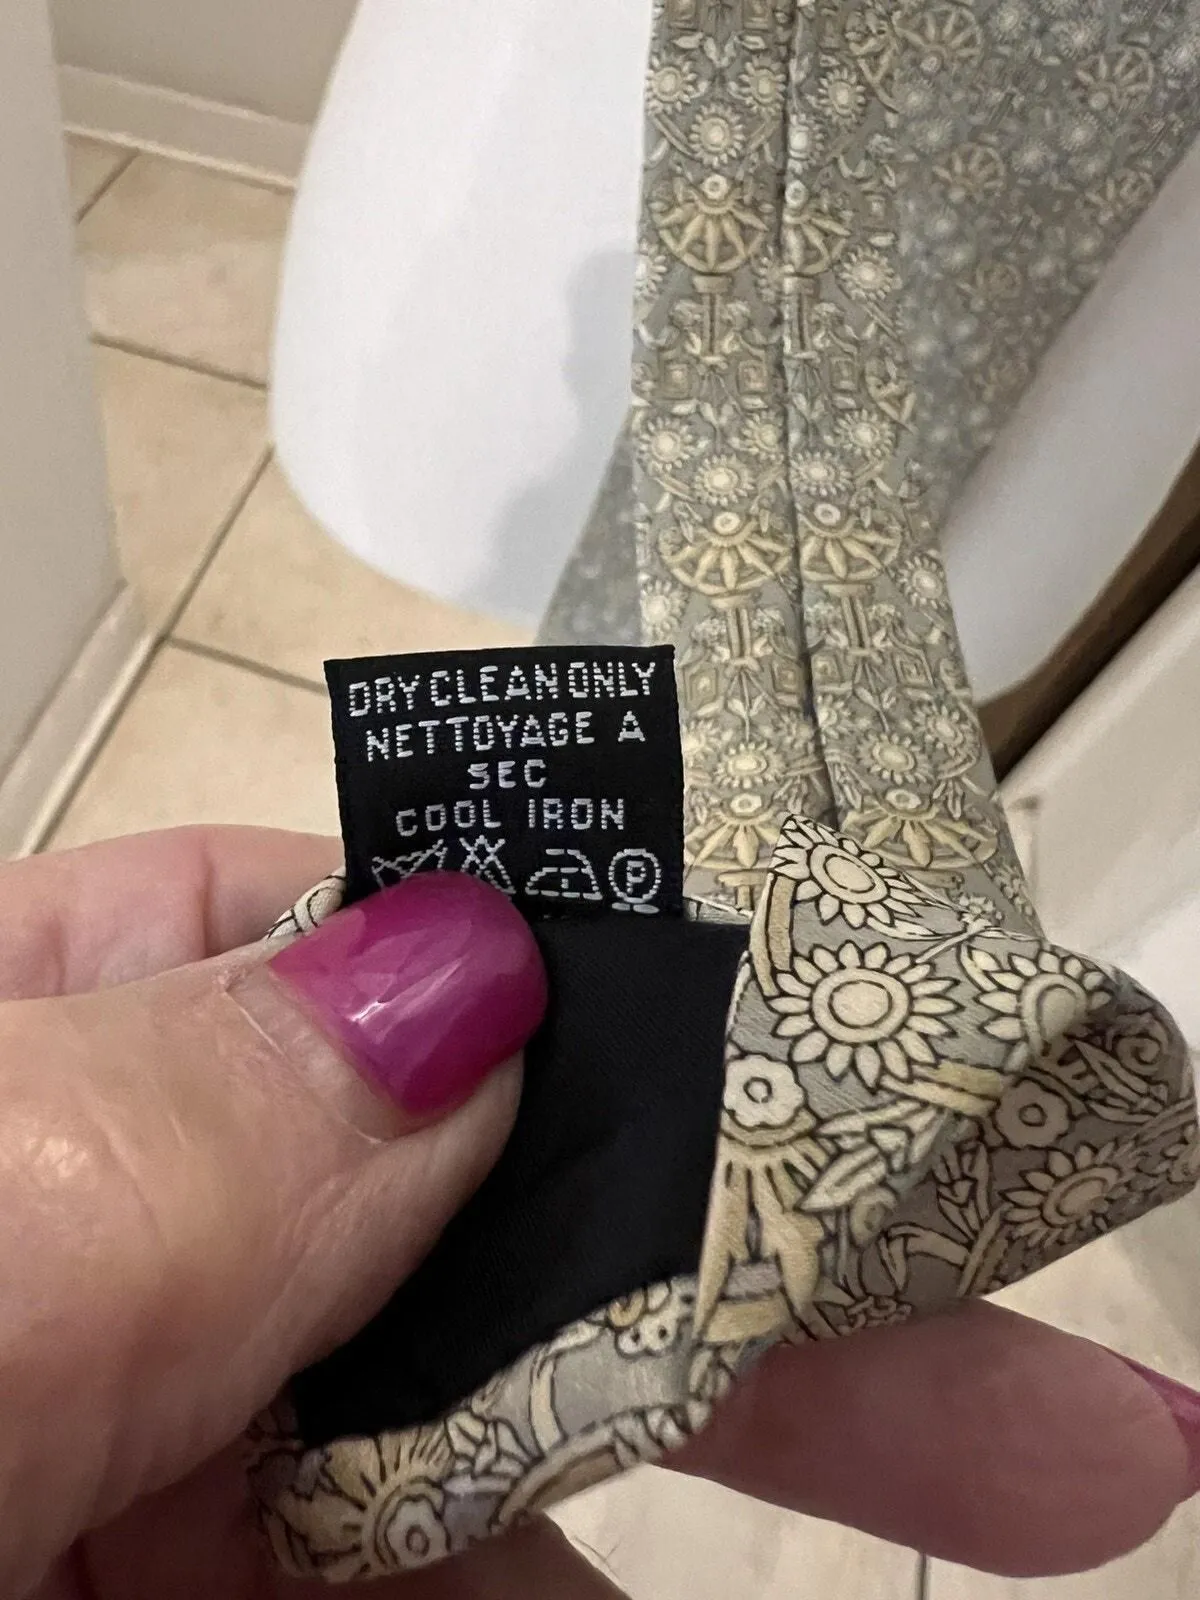 DRY CLEAN ONLY
NETTOYAGE A
SEC
COOL IRON
P